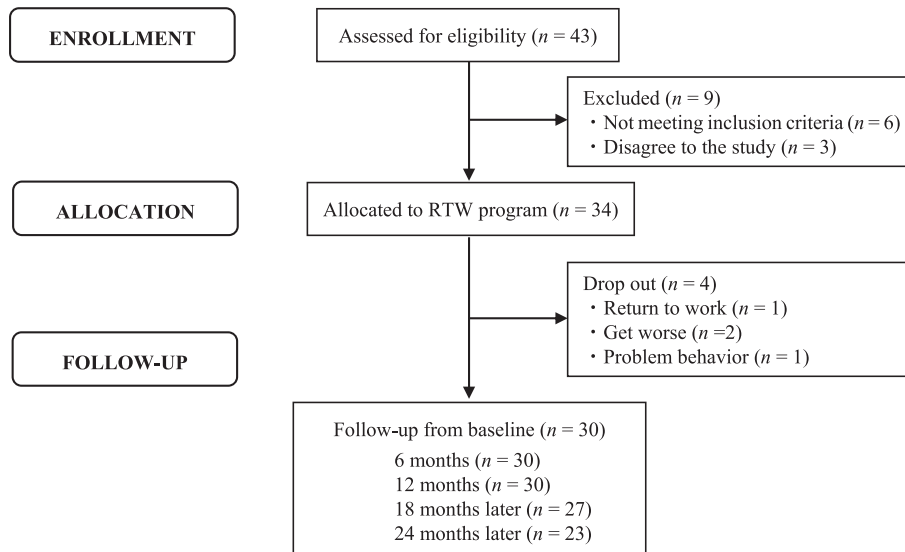 ENROLLMENT
Assessed for eligibility (n = 43)
Excluded (n = 9)
・Not meeting inclusion criteria (n = 6)
・Disagree to the study (n = 3)
ALLOCATION
Allocated to RTW program (n = 34)
Drop out (n = 4)
・Return to work (n = 1)
・Get worse (n =2)
・Problem behavior (n = 1)
FOLLOW-UP
Follow-up from baseline (n = 30)
6 months (n = 30)
12 months (n = 30)
18 months later (n = 27)
24 months later (n = 23)